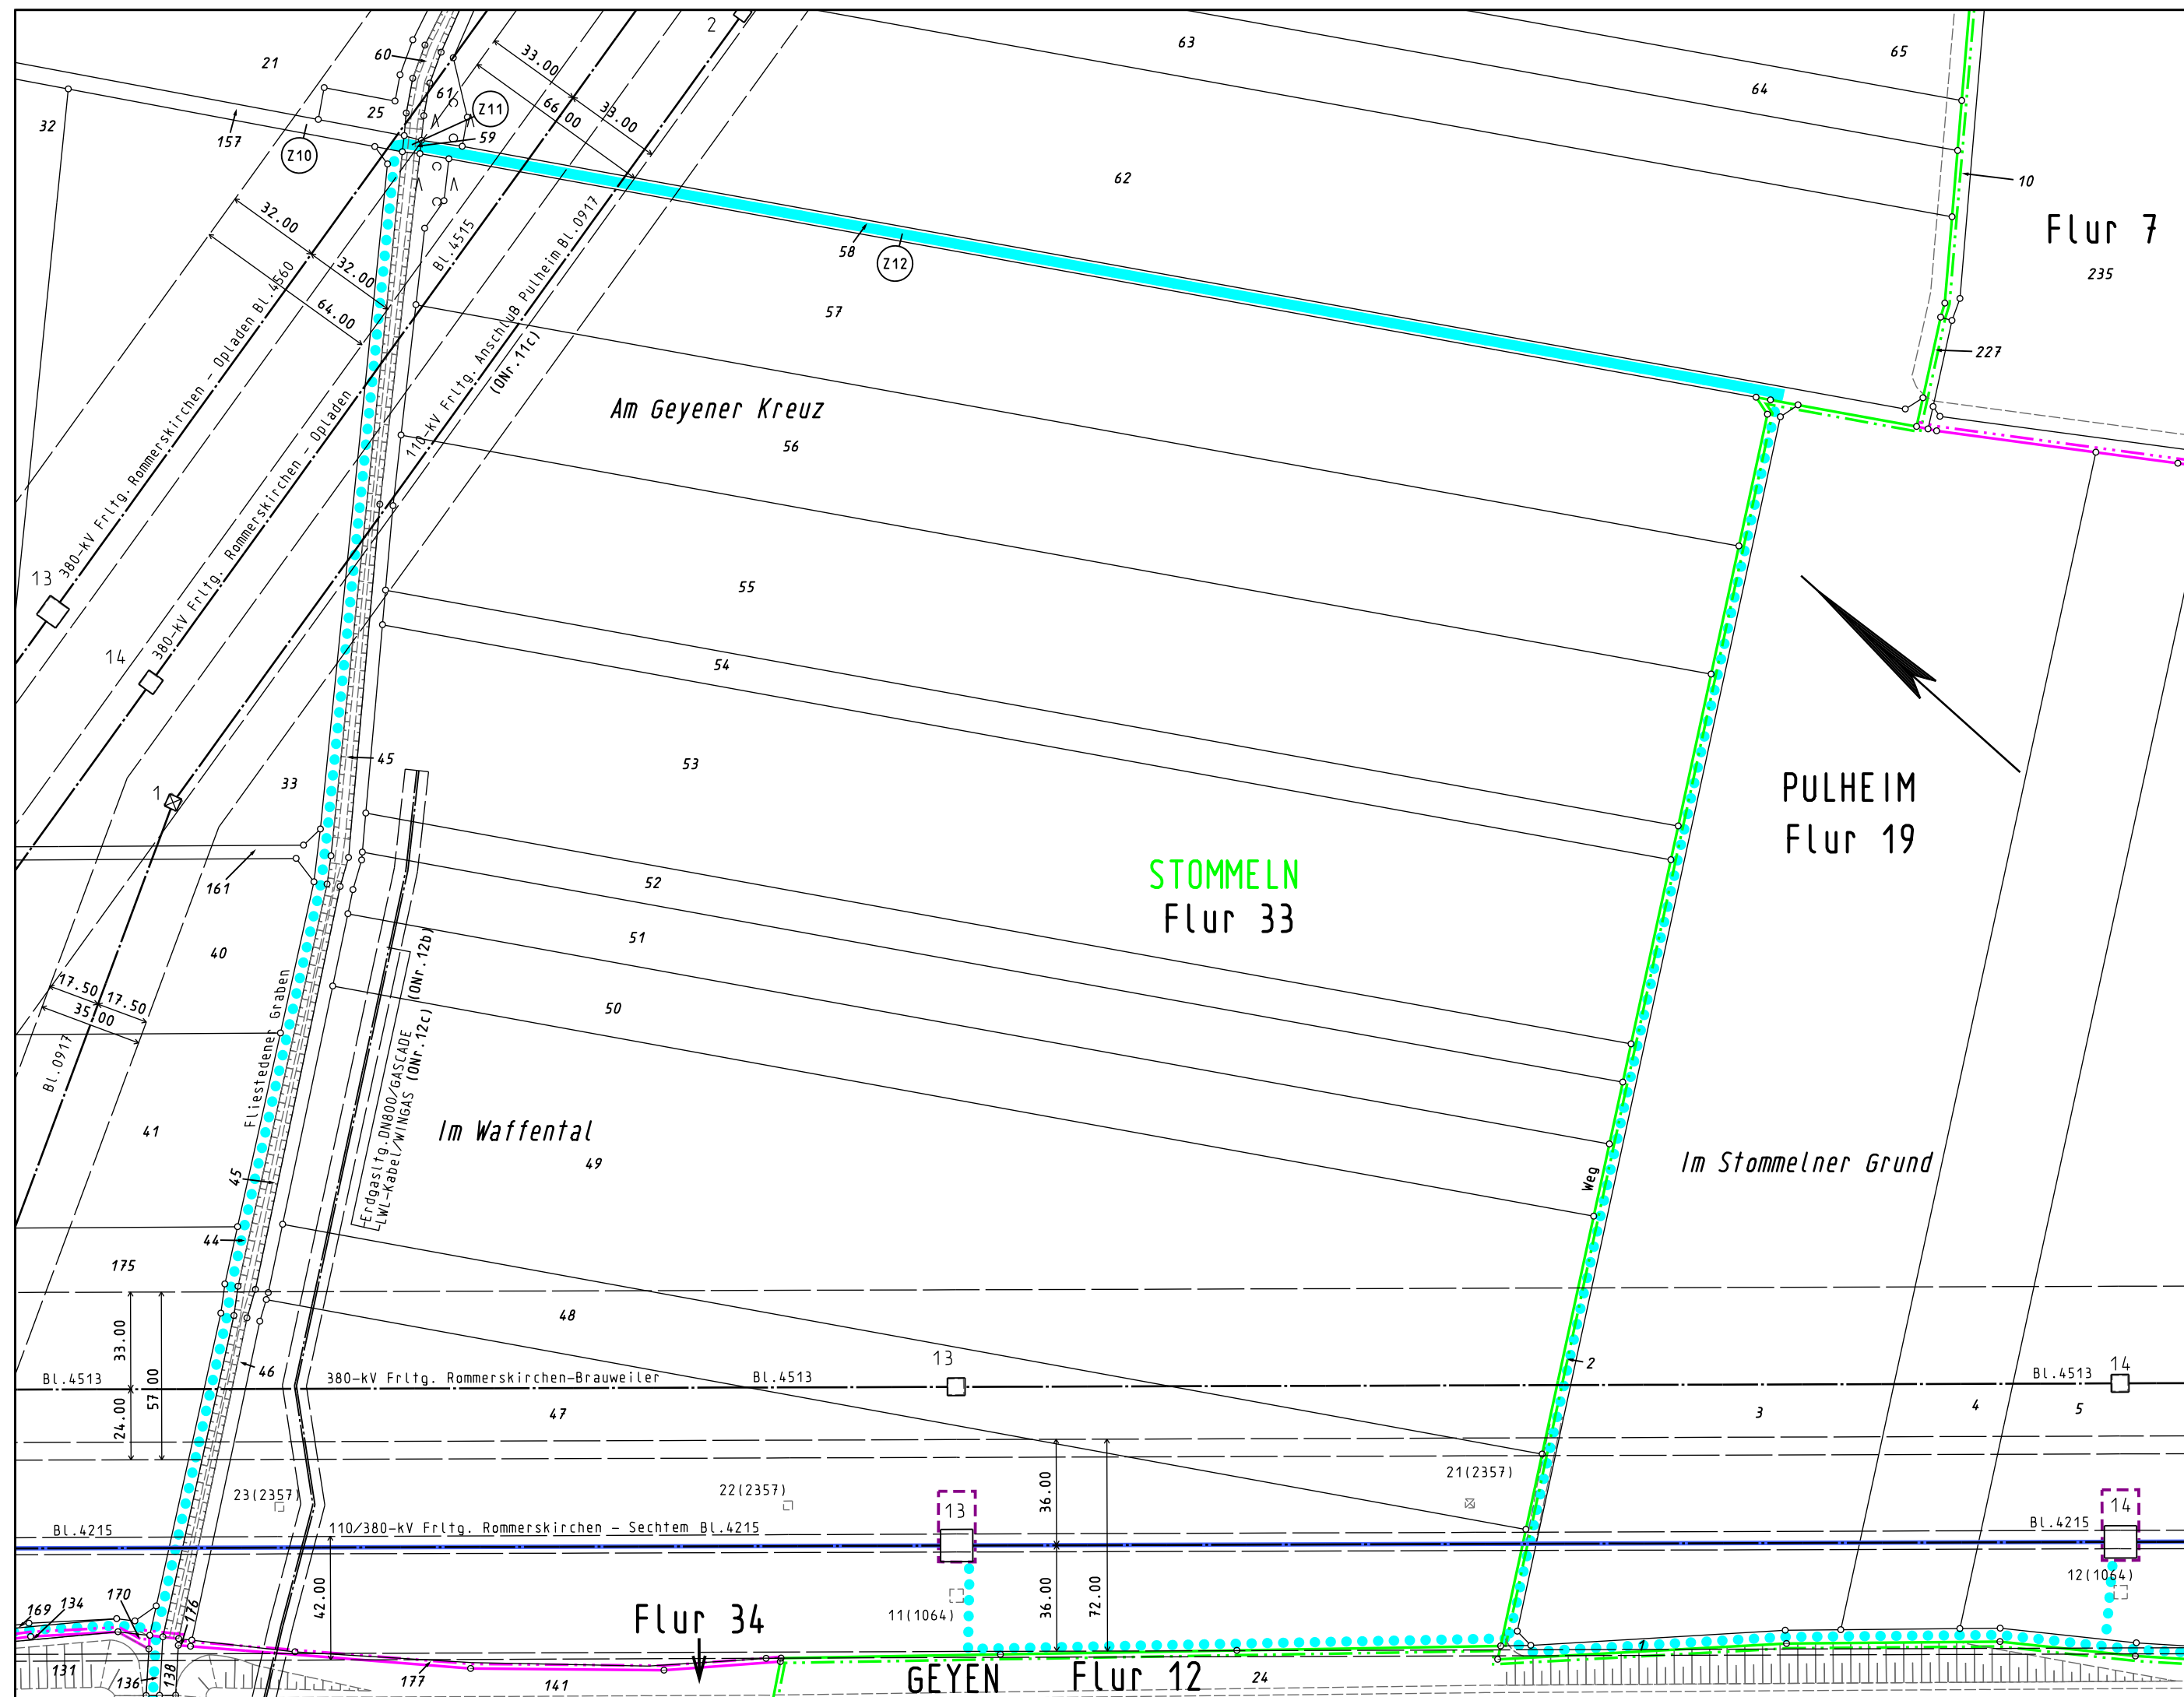 2
63
65
21
60
33.00
64
61
66.00
33.00
25
Z11
59
32
157
Z10
10
62
32.00
Flur 7
58
Z12
235
32.00
57
64.00
227
380-kV Frltg. Rommerskirchen - Opladen Bl.4560
380-kV Frltg. Rommerskirchen - Opladen
Bl.4515
110-kV Frltg. Anschluß Pulheim Bl.0917
(ONr.11c)
Am Geyener Kreuz
56
13
55
14
54
45
53
33
1
PULHEIM
Flur 19
STOMMELN
Flur 33
161
52
51
40
17.50
17.50
35.00
50
Bl.0917
Fliestedener Graben
Erdgasltg.DN800/GASCADE (ONr.12b)
LWL-Kabel/WINGAS (ONr.12c)
41
Im Waffental
49
Im Stommelner Grund
Weg
45
44
175
48
33.00
57.00
24.00
46
13
2
14
Bl.4513
380-kV Frltg. Rommerskirchen-Brauweiler
Bl.4513
Bl.4513
47
3
4
5
23(2357)
22(2357)
21(2357)
36.00
13
14
Bl.4215
110/380-kV Frltg. Rommerskirchen - Sechtem Bl.4215
Bl.4215
42.00
36.00
72.00
12(1064)
11(1064)
169
134
170
176
Flur 34
1
131
136
138
177
141
GEYEN
Flur 12
24